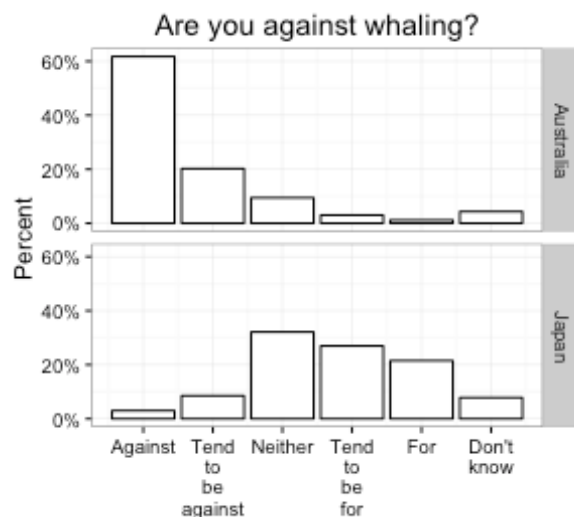 Are you against whaling?
Percent
60%
40%
20%
0%
Australia
60%
40%
20%
0%
Japan
Against
Tend
to
be
against
Neither
Tend
to
be
for
For
Don't
know